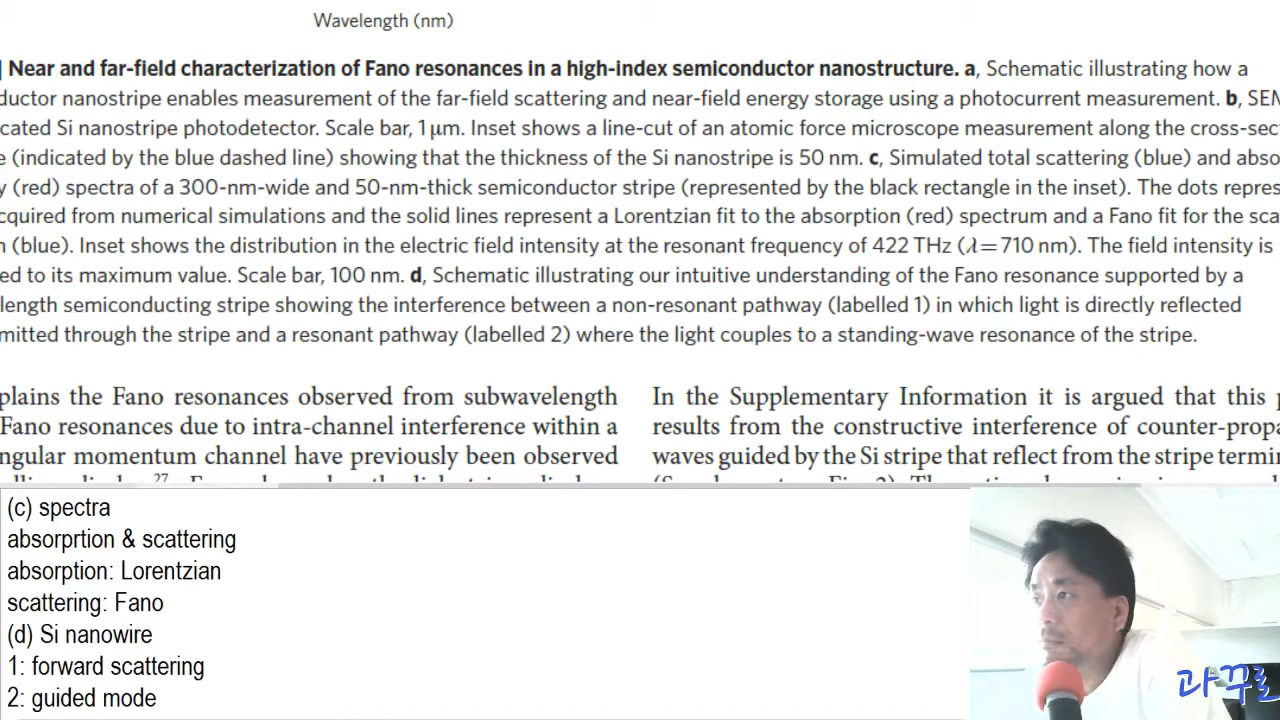 Wavelength (nm)
Near and far-field characterization of Fano resonances in a high-index semiconductor nanostructure. a, Schematic illustrating how a
ductor nanostripe enables measurement of the far-field scattering and near-field energy storage using a photocurrent measurement. b, SEM
cated Si nanostripe photodetector. Scale bar, 1 μm. Inset shows a line-cut of an atomic force microscope measurement along the cross-sec
e (indicated by the blue dashed line) showing that the thickness of the Si nanostripe is 50 nm. c, Simulated total scattering (blue) and abso
y (red) spectra of a 300-nm-wide and 50-nm-thick semiconductor stripe (represented by the black rectangle in the inset). The dots repres
cquired from numerical simulations and the solid lines represent a Lorentzian fit to the absorption (red) spectrum and a Fano fit for the sca
n (blue). Inset shows the distribution in the electric field intensity at the resonant frequency of 422 THz (λ=710 nm). The field intensity is
ed to its maximum value. Scale bar, 100 nm. d, Schematic illustrating our intuitive understanding of the Fano resonance supported by a
length semiconducting stripe showing the interference between a non-resonant pathway (labelled 1) in which light is directly reflected
mitted through the stripe and a resonant pathway (labelled 2) where the light couples to a standing-wave resonance of the stripe.
plains the Fano resonances observed from subwavelength
Fano resonances due to intra-channel interference within a
ngular momentum channel have previously been observed
27
In the Supplementary Information it is argued that this p
results from the constructive interference of counter-propa
waves guided by the Si stripe that reflect from the stripe termin
(c) spectra
absorprtion & scattering
absorption: Lorentzian
scattering: Fano
(d) Si nanowire
1: forward scattering
2: guided mode
과꾸로